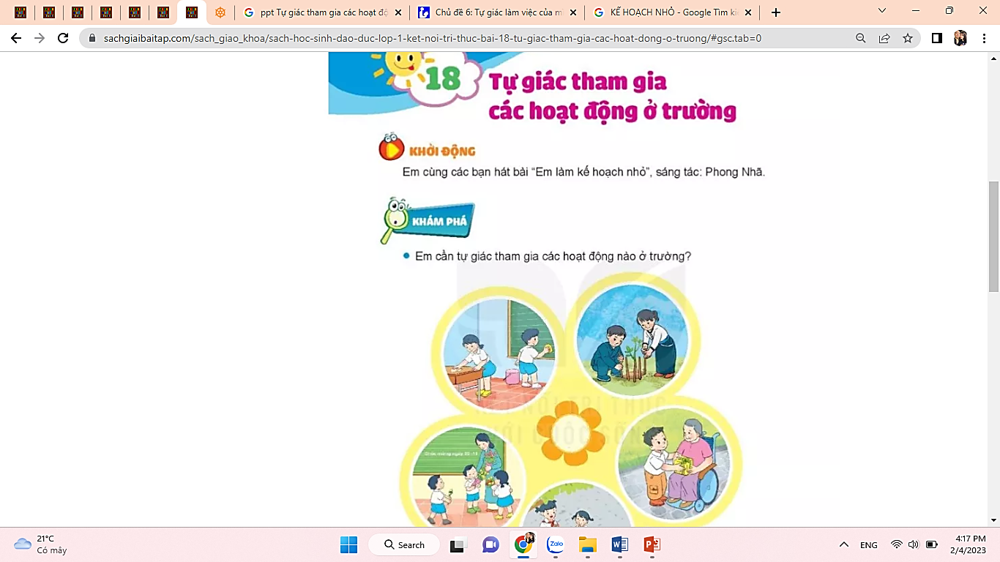 ppt Tự giác tham gia các hoạt độ
Chủ đề 6: Tự giác làm việc của m
KẾ HOẠCH NHỎ - Google Tìm ki
sachgiaibaitap.com/sach_giao_khoa/sach-hoc-sinh-dao-duc-lop-1-ket-noi-tri-thuc-bai-18-tu-giac-tham-gia-cac-hoat-dong-o-truong/#gsc.tab=0
18
Tự giác tham gia
các hoạt động ở trường
KHỞI ĐỘNG
Em cùng các bạn hát bài “Em làm kế hoạch nhỏ”, sáng tác: Phong Nhã.
KHÁM PHÁ
Em cần tự giác tham gia các hoạt động nào ở trường?
21°C
Có mây
Search
Zalo
ENG
4:17 PM
2/4/2023